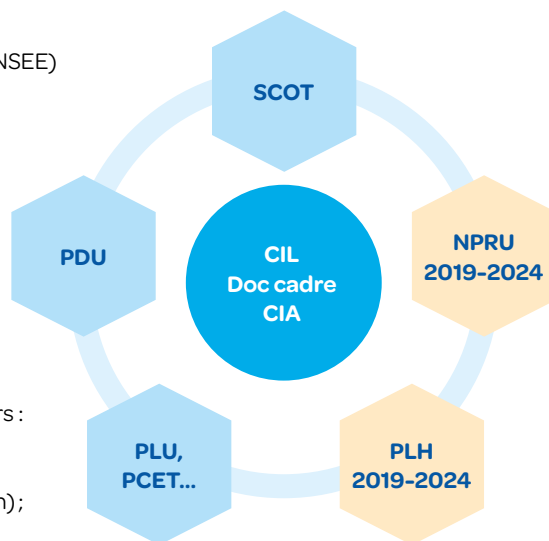 NSEE)
SCOT
PDU
CIL
Doc cadre
CIA
NPRU
2019-2024
rs :
PLU,
PCET...
PLH
2019-2024
n) ;